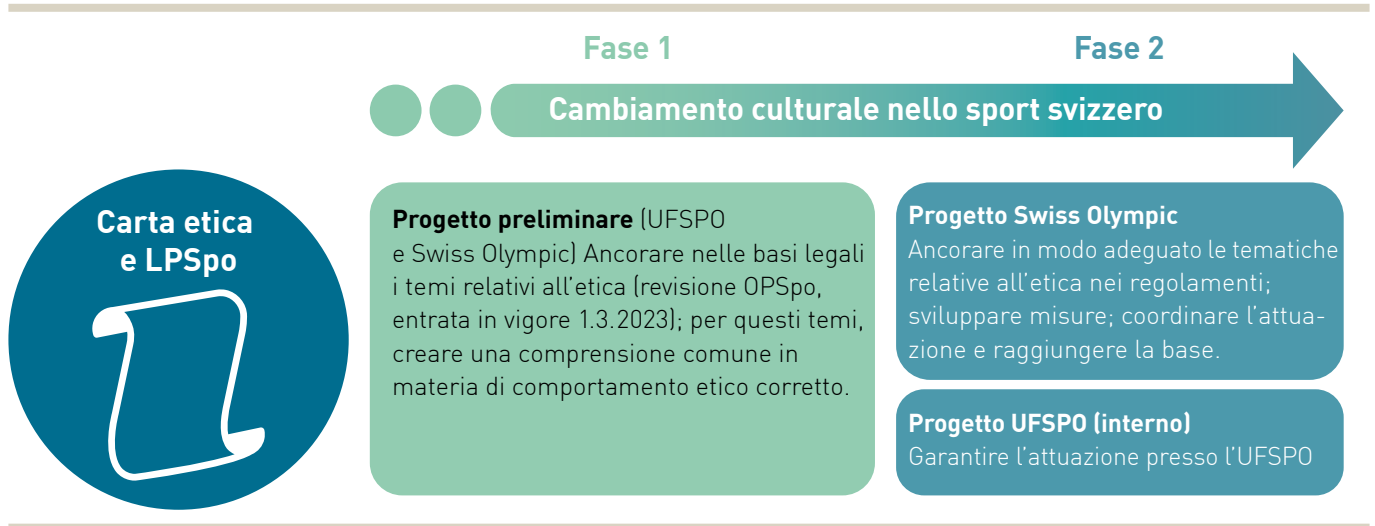 Fase 1
Fase 2
Cambiamento culturale nello sport svizzero
Carta etica
e LPSpo
Progetto preliminare (UFSPO
e Swiss Olympic) Ancorare nelle basi legali
i temi relativi all'etica (revisione OPSpo,
entrata in vigore 1.3.2023); per questi temi,
creare una comprensione comune in
materia di comportamento etico corretto.
Progetto Swiss Olympic
Ancorare in modo adeguato le tematiche
relative all'etica nei regolamenti;
sviluppare misure; coordinare l'attua-
zione e raggiungere la base.
Progetto UFSPO (interno)
Garantire l'attuazione presso l'UFSPO